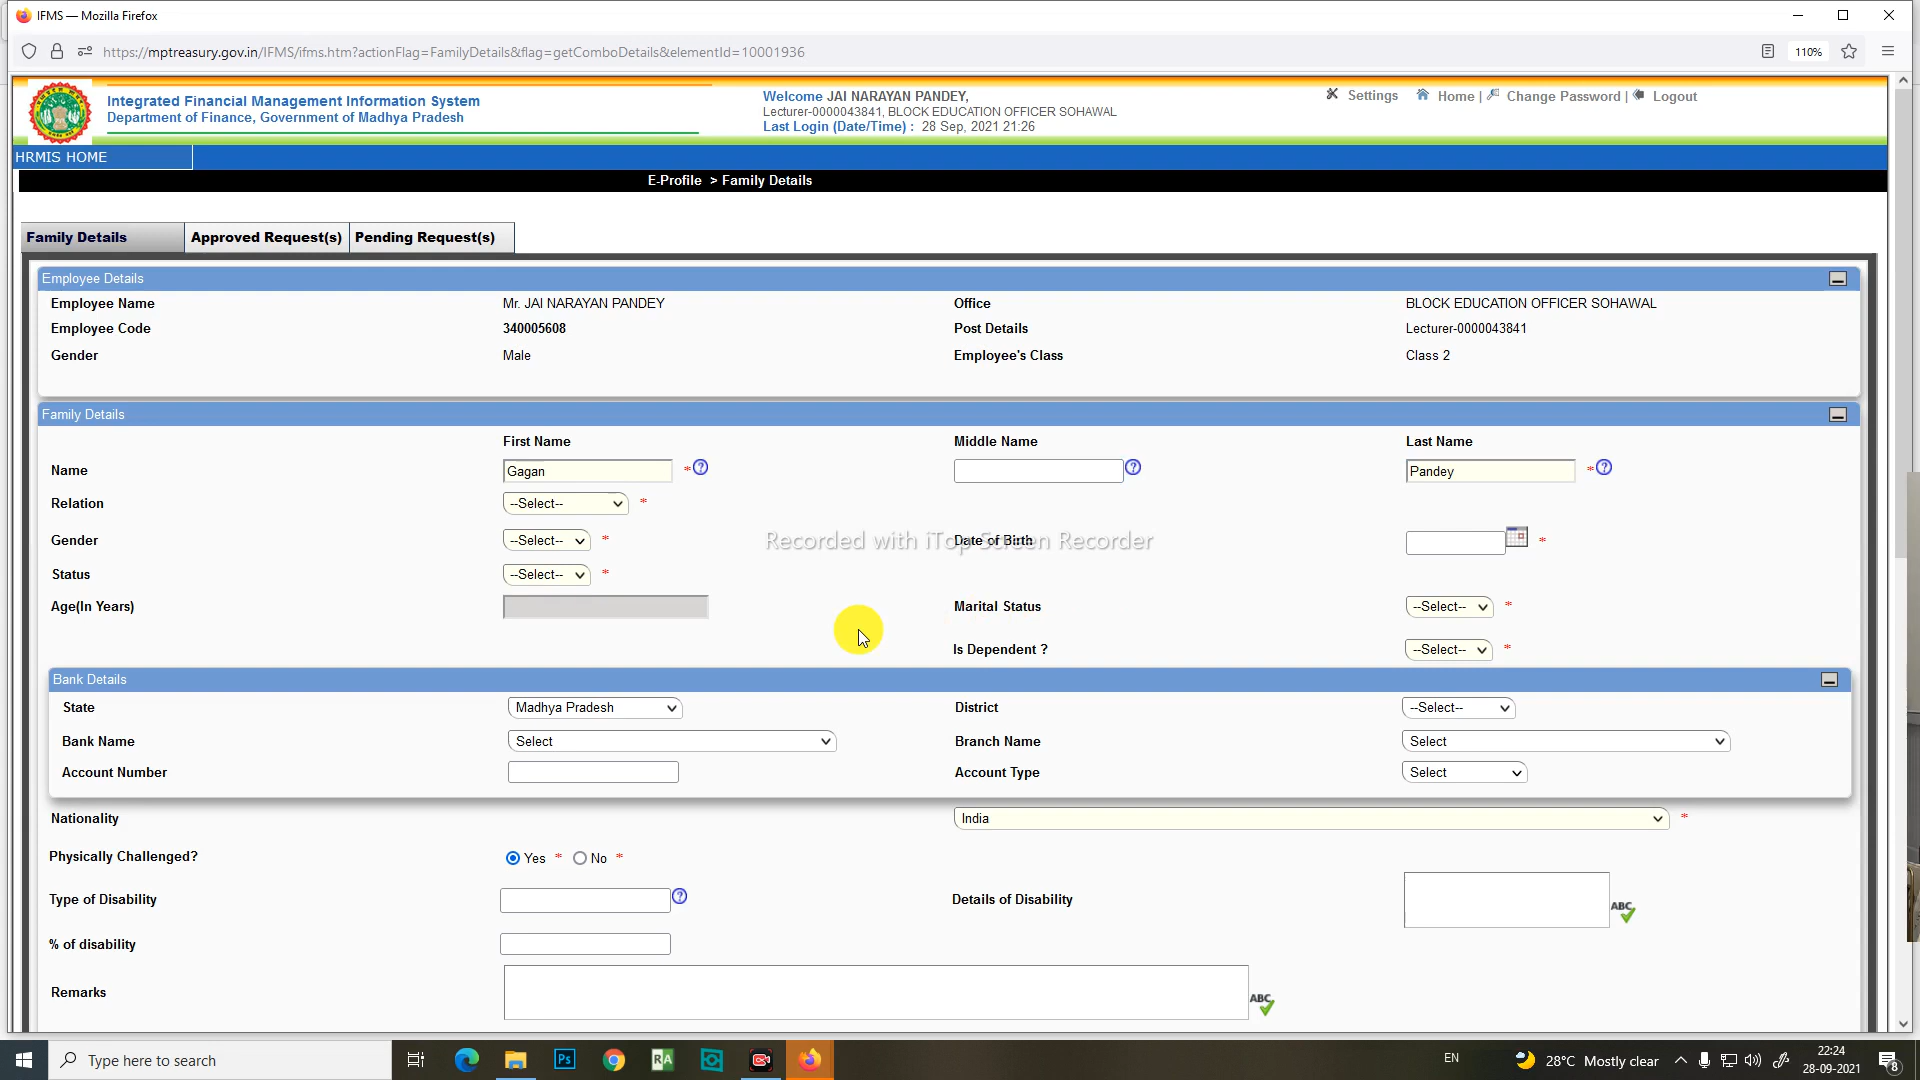 IFMS — Mozilla Firefox
https://mptreasury.gov.in/IFMS/ifms.htm?actionFlag=FamilyDetails&flag=getComboDetails&elementId=10001936
110%
Integrated Financial Management Information System
Department of Finance, Government of Madhya Pradesh
Welcome JAI NARAYAN PANDEY,
Lecturer-0000043841, BLOCK EDUCATION OFFICER SOHAWAL
Last Login (Date/Time) : 28 Sep, 2021 21:26
Settings Home | Change Password | Logout
HRMIS HOME
E-Profile > Family Details
Family Details Approved Request(s) Pending Request(s)
Employee Details
Employee Name Mr. JAI NARAYAN PANDEY Office BLOCK EDUCATION OFFICER SOHAWAL
Employee Code 340005608 Post Details Lecturer-0000043841
Gender Male Employee's Class Class 2
Family Details
First Name Middle Name Last Name
Name Gagan * ? ? Pandey * ?
Relation --Select-- *
Gender --Select-- * Date of Birth *
Recorded with iTop Screen Recorder
Status --Select-- *
Age(In Years) Marital Status --Select-- *
Is Dependent ? --Select-- *
Bank Details
State Madhya Pradesh District --Select--
Bank Name Select Branch Name Select
Account Number Account Type Select
Nationality India *
Physically Challenged? Yes * No *
Type of Disability ? Details of Disability ABC
% of disability
Remarks ABC
Type here to search
Ps
RA
EN
28°C Mostly clear
22:24
28-09-2021
8